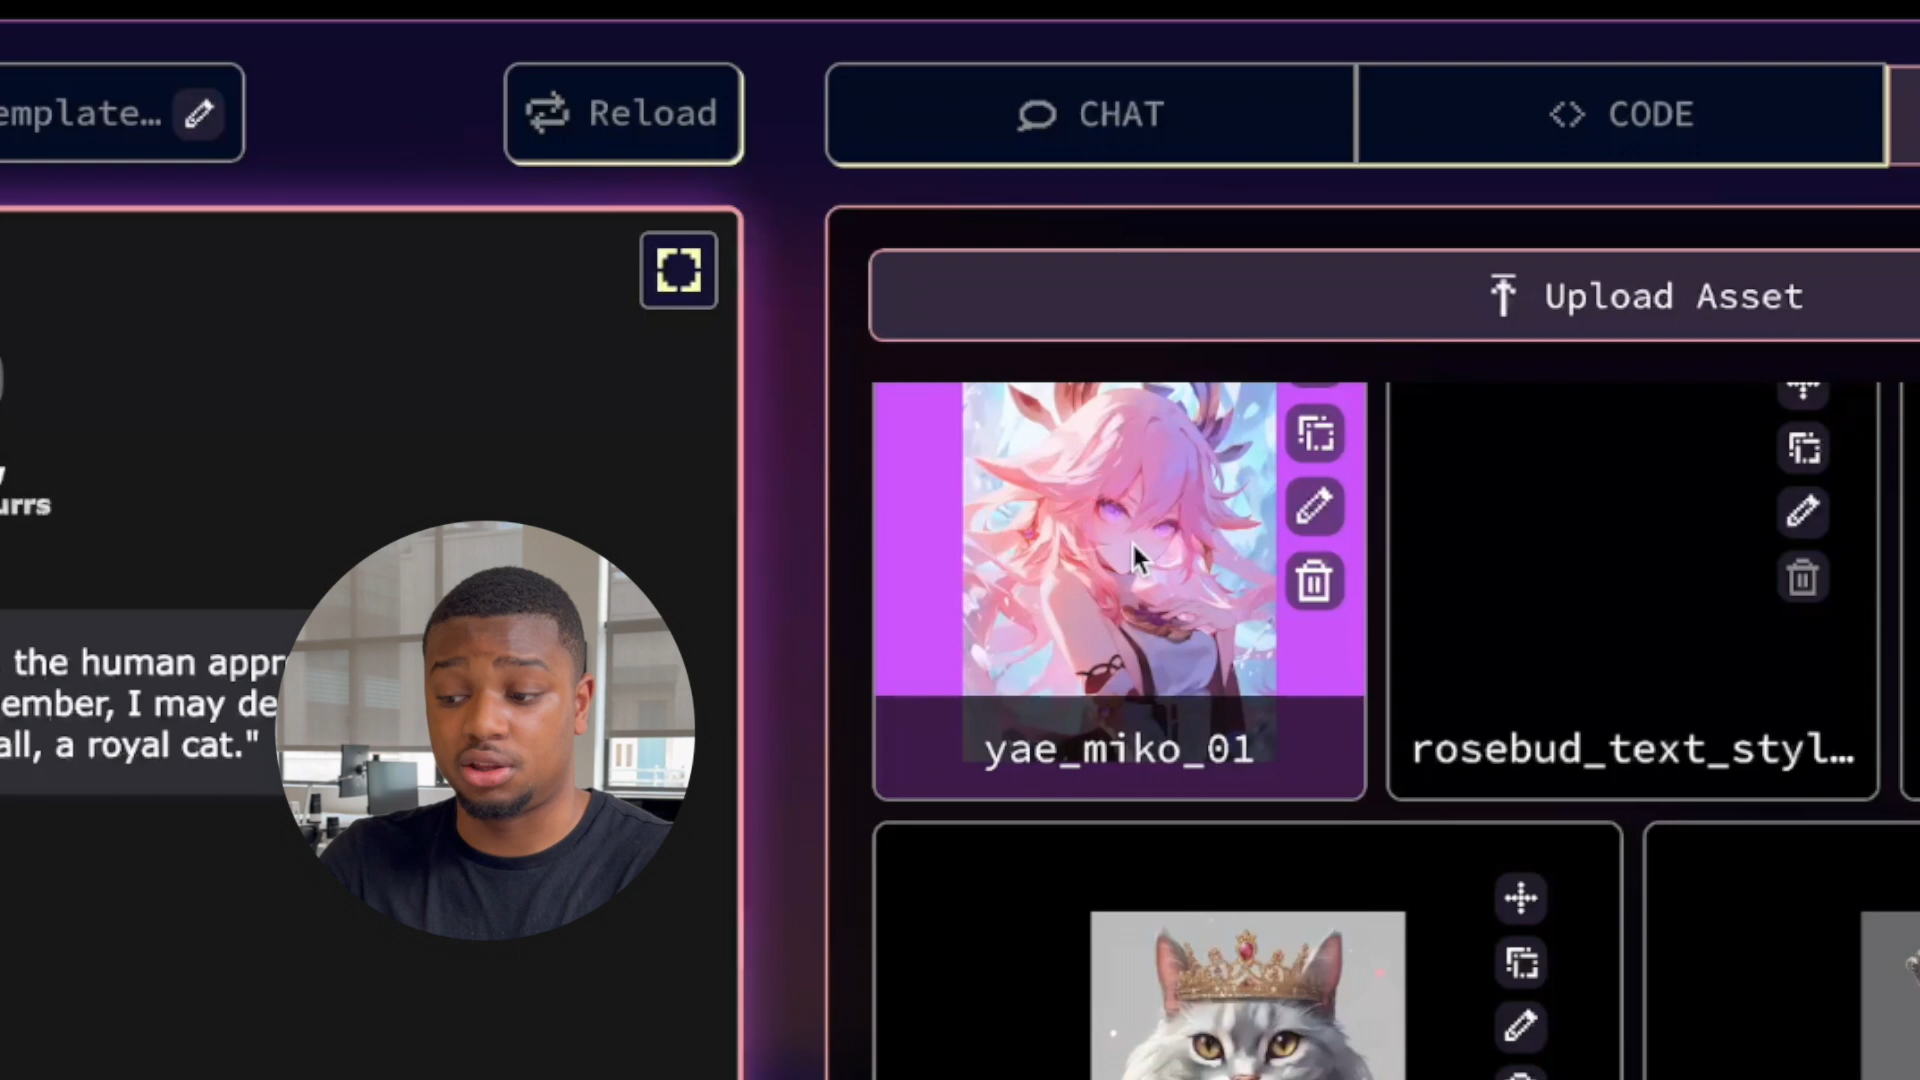 emplate…
Reload
CHAT
CODE
Upload Asset
urrs
the human appr
ember, I may de
all, a royal cat."
yae_miko_01
rosebud_text_styl…